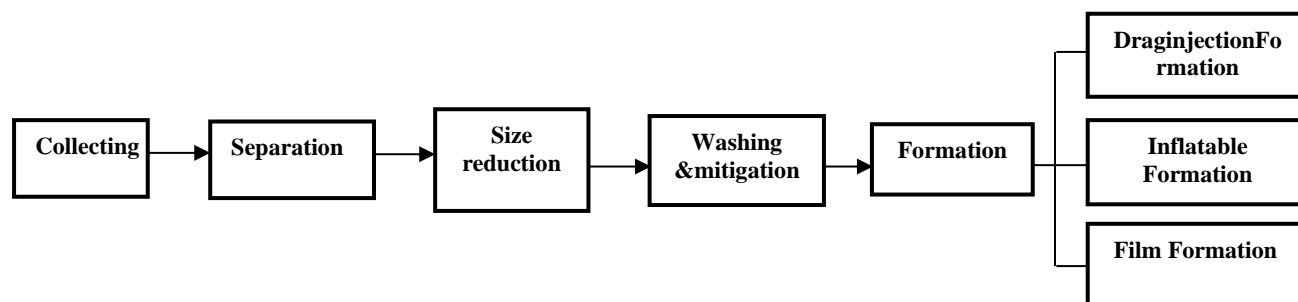 Collecting
Separation
Size
reduction
Washing
&mitigation
Formation
DraginjectionFo
rmation
Inflatable
Formation
Film Formation